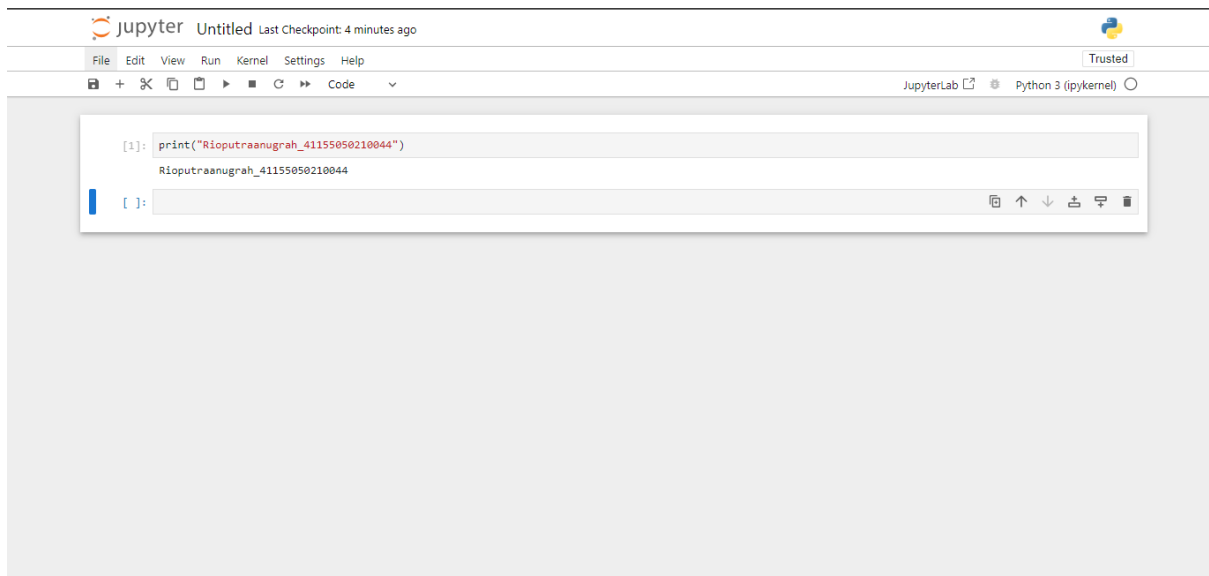 jupyter Untitled Last Checkpoint: 4 minutes ago
File Edit View Run Kernel Settings Help Trusted
Code JupyterLab Python 3 (ipykernel)
[1]: print("Rioputraanugrah_41155050210044")
Rioputraanugrah_41155050210044
[ ]: